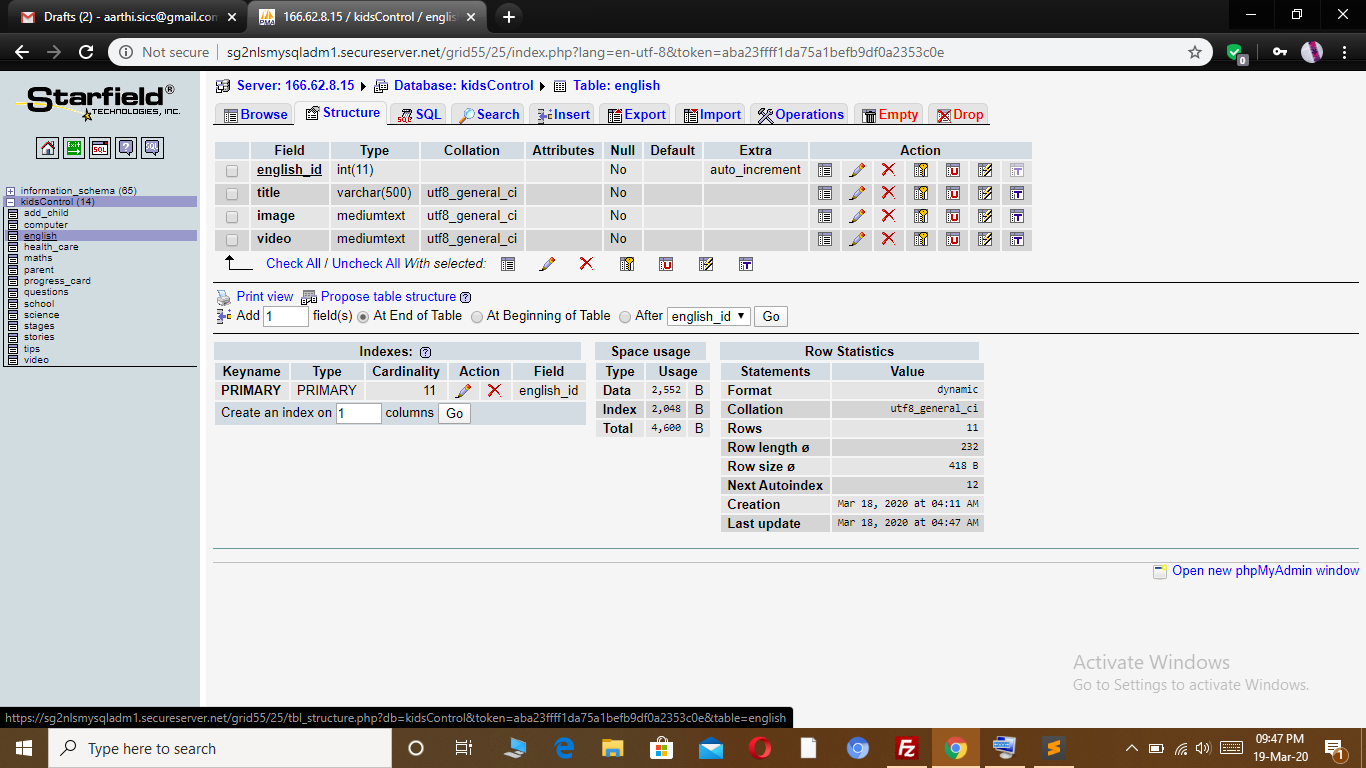 Drafts (2) - aarthi.sics@gmail.com
166.62.8.15 / kidsControl / englis
Not secure
sg2nlsmysqladm1.secureserver.net/grid55/25/index.php?lang=en-utf-8&token=aba23ffff1da75a1befb9df0a2353c0e
0
Starfield®
TECHNOLOGIES, INC.
SQL
information_schema (65)
kidsControl (14)
add_child
computer
english
health_care
maths
parent
progress_card
questions
school
science
stages
stories
tips
video
Server: 166.62.8.15 Database: kidsControl Table: english
Browse Structure SQL Search Insert Export Import Operations Empty Drop
Field Type Collation Attributes Null Default Extra Action
english_id int(11) No auto_increment
title varchar(500) utf8_general_ci No
image mediumtext utf8_general_ci No
video mediumtext utf8_general_ci No
Check All / Uncheck All With selected:
Print view Propose table structure
Add 1 field(s) At End of Table At Beginning of Table After english_id Go
Indexes:
Keyname Type Cardinality Action Field
PRIMARY PRIMARY 11 english_id
Create an index on 1 columns Go
Space usage
Type Usage
Data 2,552 B
Index 2,048 B
Total 4,600 B
Row Statistics
Statements Value
Format dynamic
Collation utf8_general_ci
Rows 11
Row length ø 232
Row size ø 418 B
Next Autoindex 12
Creation Mar 18, 2020 at 04:11 AM
Last update Mar 18, 2020 at 04:47 AM
Open new phpMyAdmin window
Activate Windows
Go to Settings to activate Windows.
https://sg2nlsmysqladm1.secureserver.net/grid55/25/tbl_structure.php?db=kidsControl&token=aba23ffff1da75a1befb9df0a2353c0e&table=english
Type here to search
09:47 PM
19-Mar-20
1